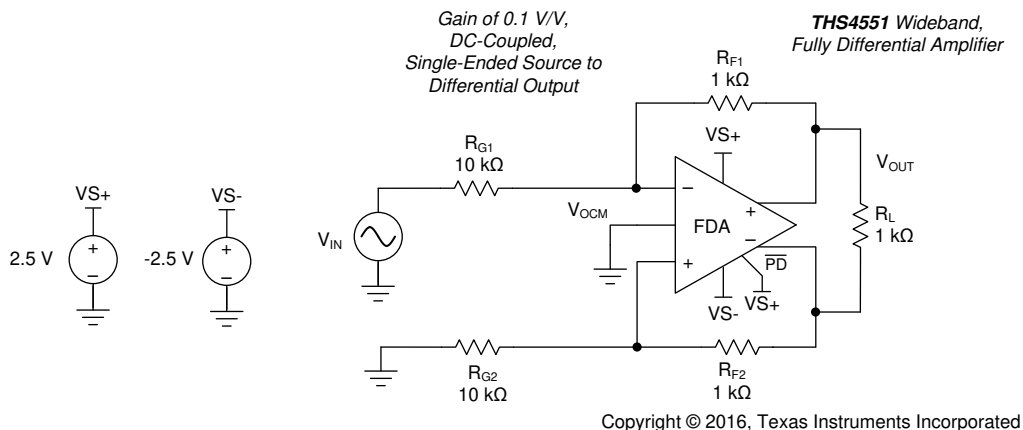 Gain of 0.1 V/V,
DC-Coupled,
Single-Ended Source to
Differential Output
THS4551 Wideband,
Fully Differential Amplifier
RF1
1 kΩ
VS+
RG1
10 kΩ
VS+
VS-
VOUT
VOCM
−
+
FDA
−
+
RL
1 kΩ
VIN
2.5 V
+
−
-2.5 V
+
−
PD
VS-
VS+
RG2
10 kΩ
RF2
1 kΩ
Copyright © 2016, Texas Instruments Incorporated